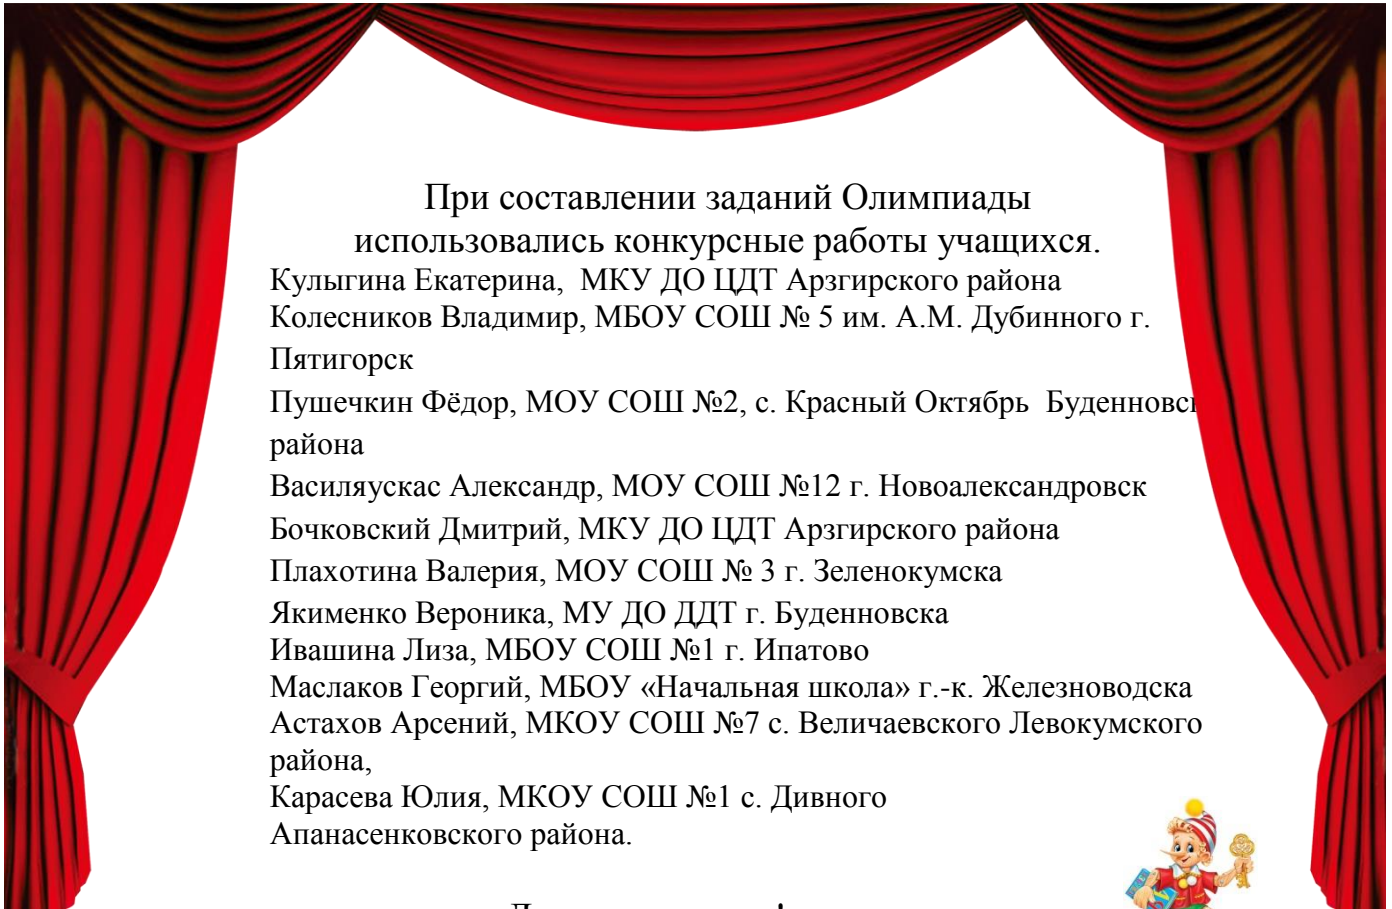 При составлении заданий Олимпиады
использовались конкурсные работы учащихся.
Кулыгина Екатерина, МКУ ДО ЦДТ Арзгирского района
Колесников Владимир, МБОУ СОШ № 5 им. А.М. Дубинного г.
Пятигорск
Пушечкин Фёдор, МОУ СОШ №2, с. Красный Октябрь
района
Василяускас Александр, МОУ СОШ №12 г. Новоалександровск
Бочковский Дмитрий, МКУ ДО ЦДТ Арзгирского района
Плахотина Валерия, МОУ СОШ № 3 г. Зеленокумска
Якименко Вероника, МУ ДО ДДТ г. Буденновска
Ивашина Лиза, МБОУ СОШ №1 г. Ипатово
Маслаков Георгий, МБОУ «Начальная школа» г.-к. Железноводска
Астахов Арсений, МКОУ СОШ №7 с. Величаевского Левокумского
района,
Карасева Юлия, МКОУ СОШ №1 с. Дивного
Апанасенковского района.